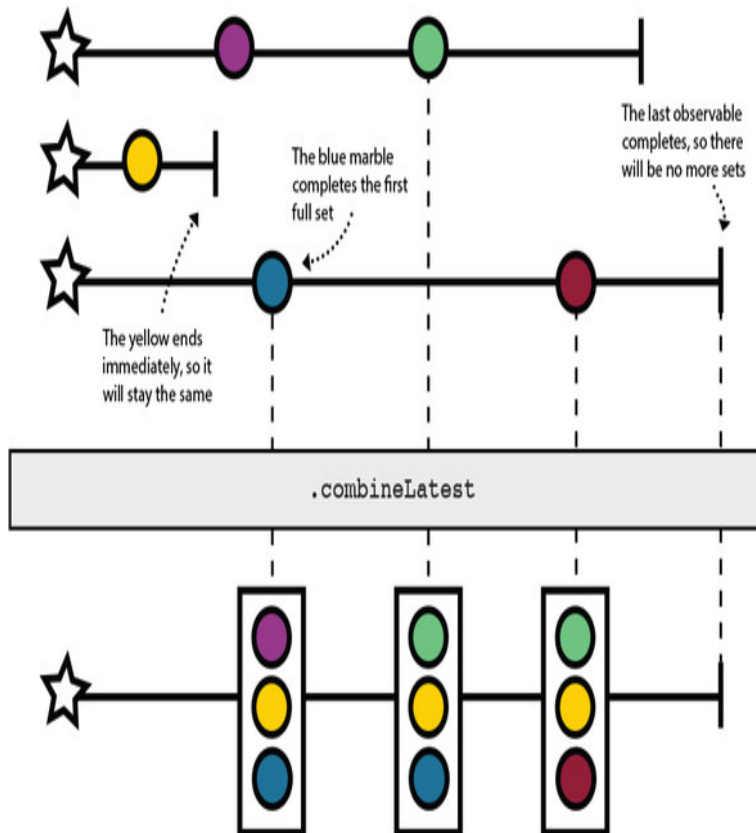 The last observable
completes, so there
will be no more sets
The blue marble
completes the first
full set
The yellow ends
immediately, so it
will stay the same
.combineLatest